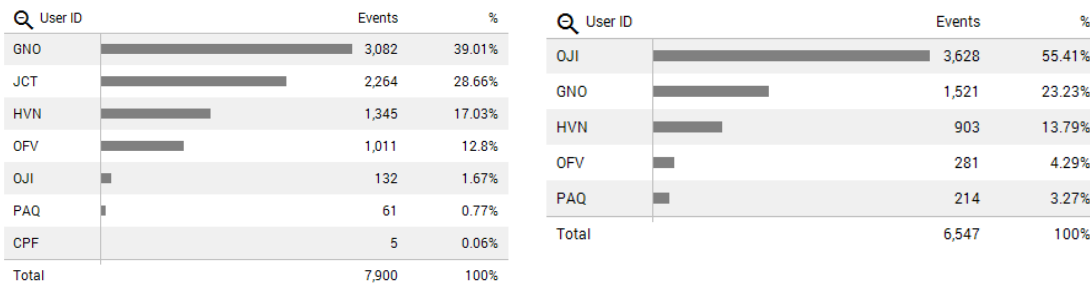 User ID Events %
GNO 3,082 39.01%
JCT 2,264 28.66%
HVN 1,345 17.03%
OFV 1,011 12.8%
OJI 132 1.67%
PAQ 61 0.77%
CPF 5 0.06%
Total 7,900 100%
User ID Events %
OJI 3,628 55.41%
GNO 1,521 23.23%
HVN 903 13.79%
OFV 281 4.29%
PAQ 214 3.27%
Total 6,547 100%